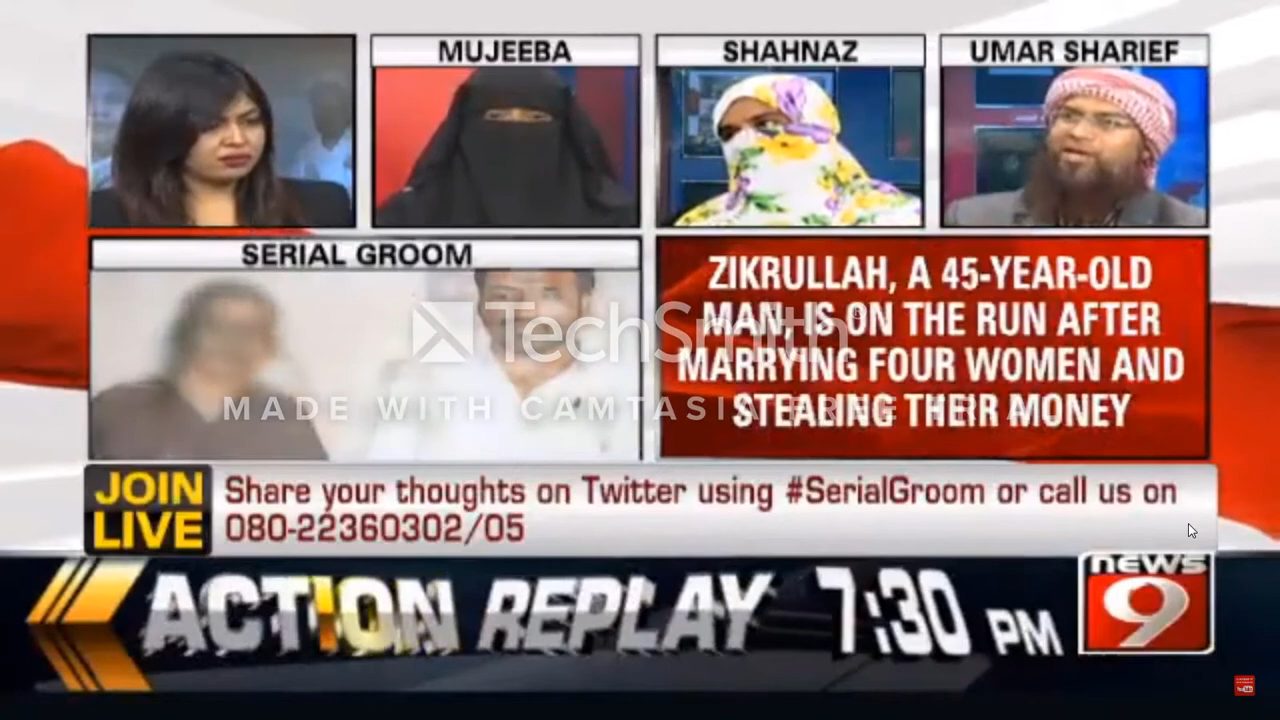 MUJEEBA
SHAHNAZ
UMAR SHARIEF
SERIAL GROOM
ZIKRULLAH, A 45-YEAR-OLD
MAN, IS ON THE RUN AFTER
MARRYING FOUR WOMEN AND
STEALING THEIR MONEY
TechSmith
MADE WITH CAMTASIA FREE TRIAL
JOIN
LIVE
Share your thoughts on Twitter using #SerialGroom or call us on
080-22360302/05
ACTION REPLAY 7:30 PM
NEWS
9